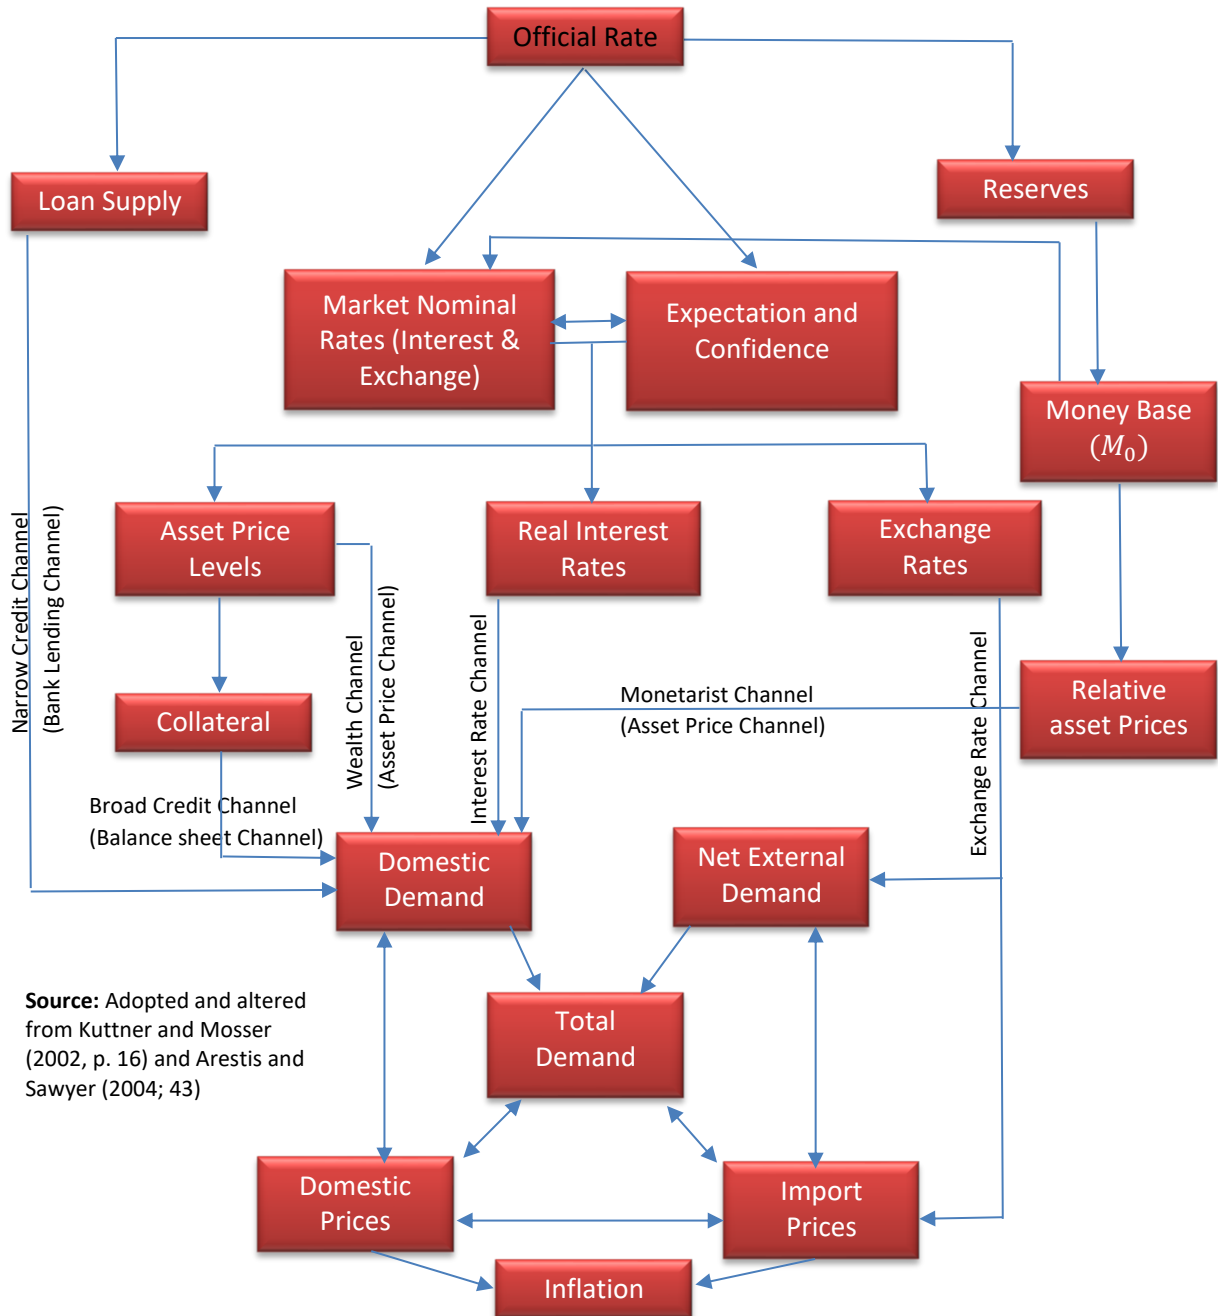 Official Rate
Loan Supply
Reserves
Market Nominal
Rates (Interest &
Exchange)
Expectation and
Confidence
Money Base
(M₀)
Asset Price
Levels
Real Interest
Rates
Exchange
Rates
Narrow Credit Channel
(Bank Lending Channel)
Wealth Channel
(Asset Price Channel)
Interest Rate Channel
Exchange Rate Channel
Collateral
Monetarist Channel
(Asset Price Channel)
Relative
asset Prices
Broad Credit Channel
(Balance sheet Channel)
Domestic
Demand
Net External
Demand
Source: Adopted and altered
from Kuttner and Mosser
(2002, p. 16) and Arestis and
Sawyer (2004; 43)
Total
Demand
Domestic
Prices
Import
Prices
Inflation